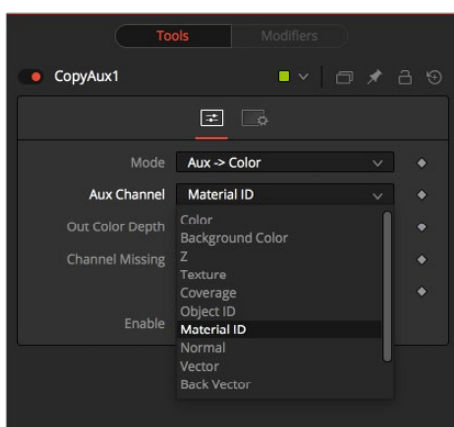 Tools Modifiers
CopyAux1
Mode Aux -> Color
Aux Channel Material ID
Out Color Depth Color
Background Color
Channel Missing Z
Texture
Coverage
Object ID
Enable Material ID
Normal
Vector
Back Vector